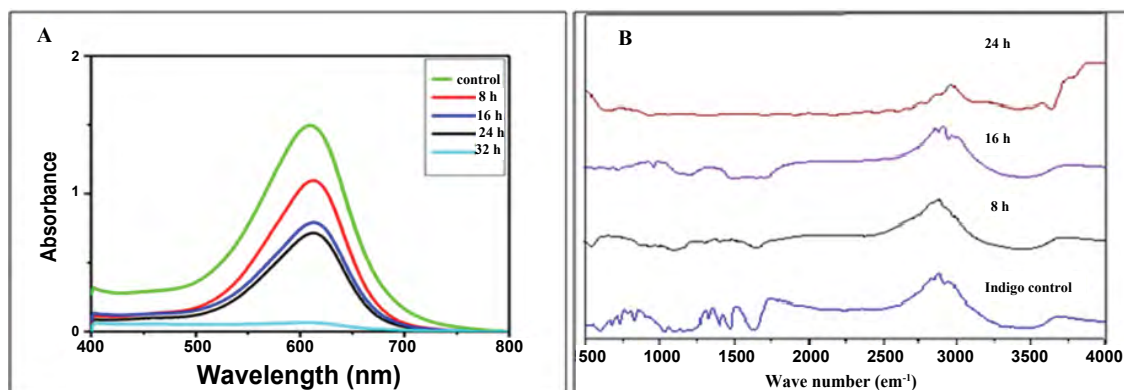 A
2
1
0
Absorbance
400 500 600 700 800
Wavelength (nm)
control
8 h
16 h
24 h
32 h
B
24 h
16 h
8 h
Indigo control
500 1000 1500 2000 2500 3000 3500 4000
Wave number (cm⁻¹)